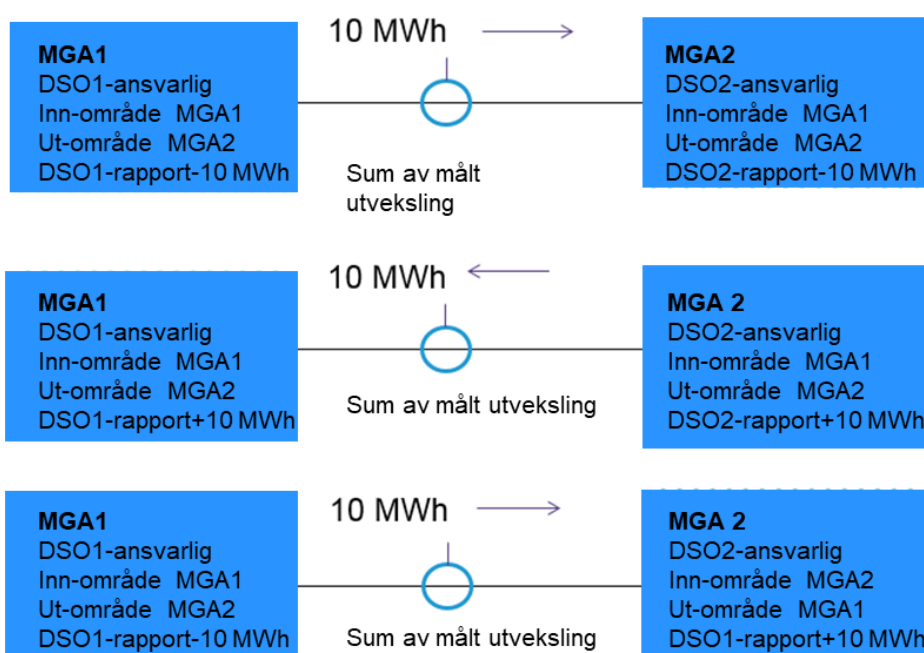 10 MWh
MGA1
DSO1-ansvarlig
Inn-område MGA1
Ut-område MGA2
DSO1-rapport-10 MWh
Sum av målt
utveksling
MGA2
DSO2-ansvarlig
Inn-område MGA1
Ut-område MGA2
DSO2-rapport-10 MWh
10 MWh
MGA1
DSO1-ansvarlig
Inn-område MGA1
Ut-område MGA2
DSO1-rapport+10 MWh
Sum av målt utveksling
MGA 2
DSO2-ansvarlig
Inn-område MGA1
Ut-område MGA2
DSO2-rapport+10 MWh
10 MWh
MGA1
DSO1-ansvarlig
Inn-område MGA1
Ut-område MGA2
DSO1-rapport-10 MWh
Sum av målt utveksling
MGA 2
DSO2-ansvarlig
Inn-område MGA2
Ut-område MGA1
DSO1-rapport+10 MWh